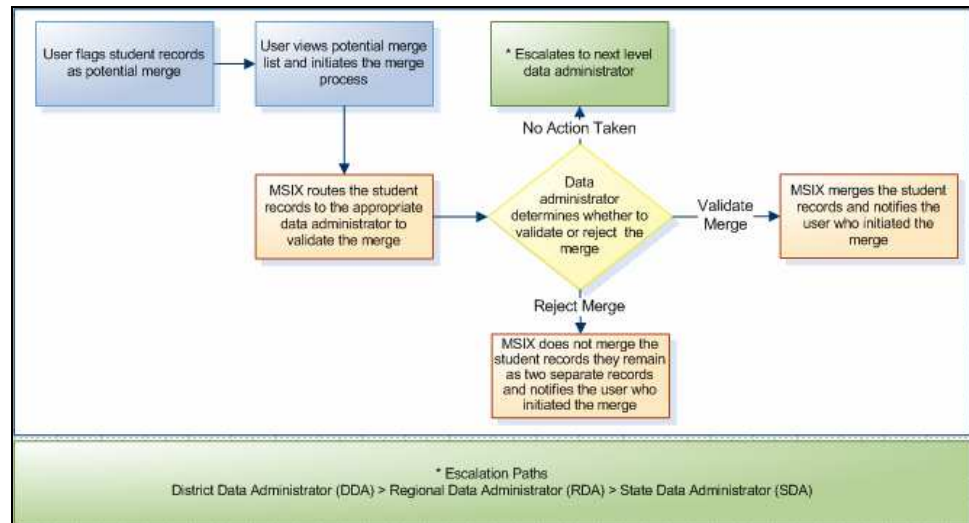 User flags student records
as potential merge
User views potential merge
list and initiates the merge
process
* Escalates to next level
data administrator
No Action Taken
MSIX routes the student
records to the appropriate
data administrator to
validate the merge
Data
administrator
determines whether to
validate or reject the
merge
Validate
Merge
MSIX merges the student
records and notifies the
user who initiated the
merge
Reject Merge
MSIX does not merge the
student records they remain
as two separate records
and notifies the user who
initiated the merge
* Escalation Paths
District Data Administrator (DDA) > Regional Data Administrator (RDA) > State Data Administrator (SDA)